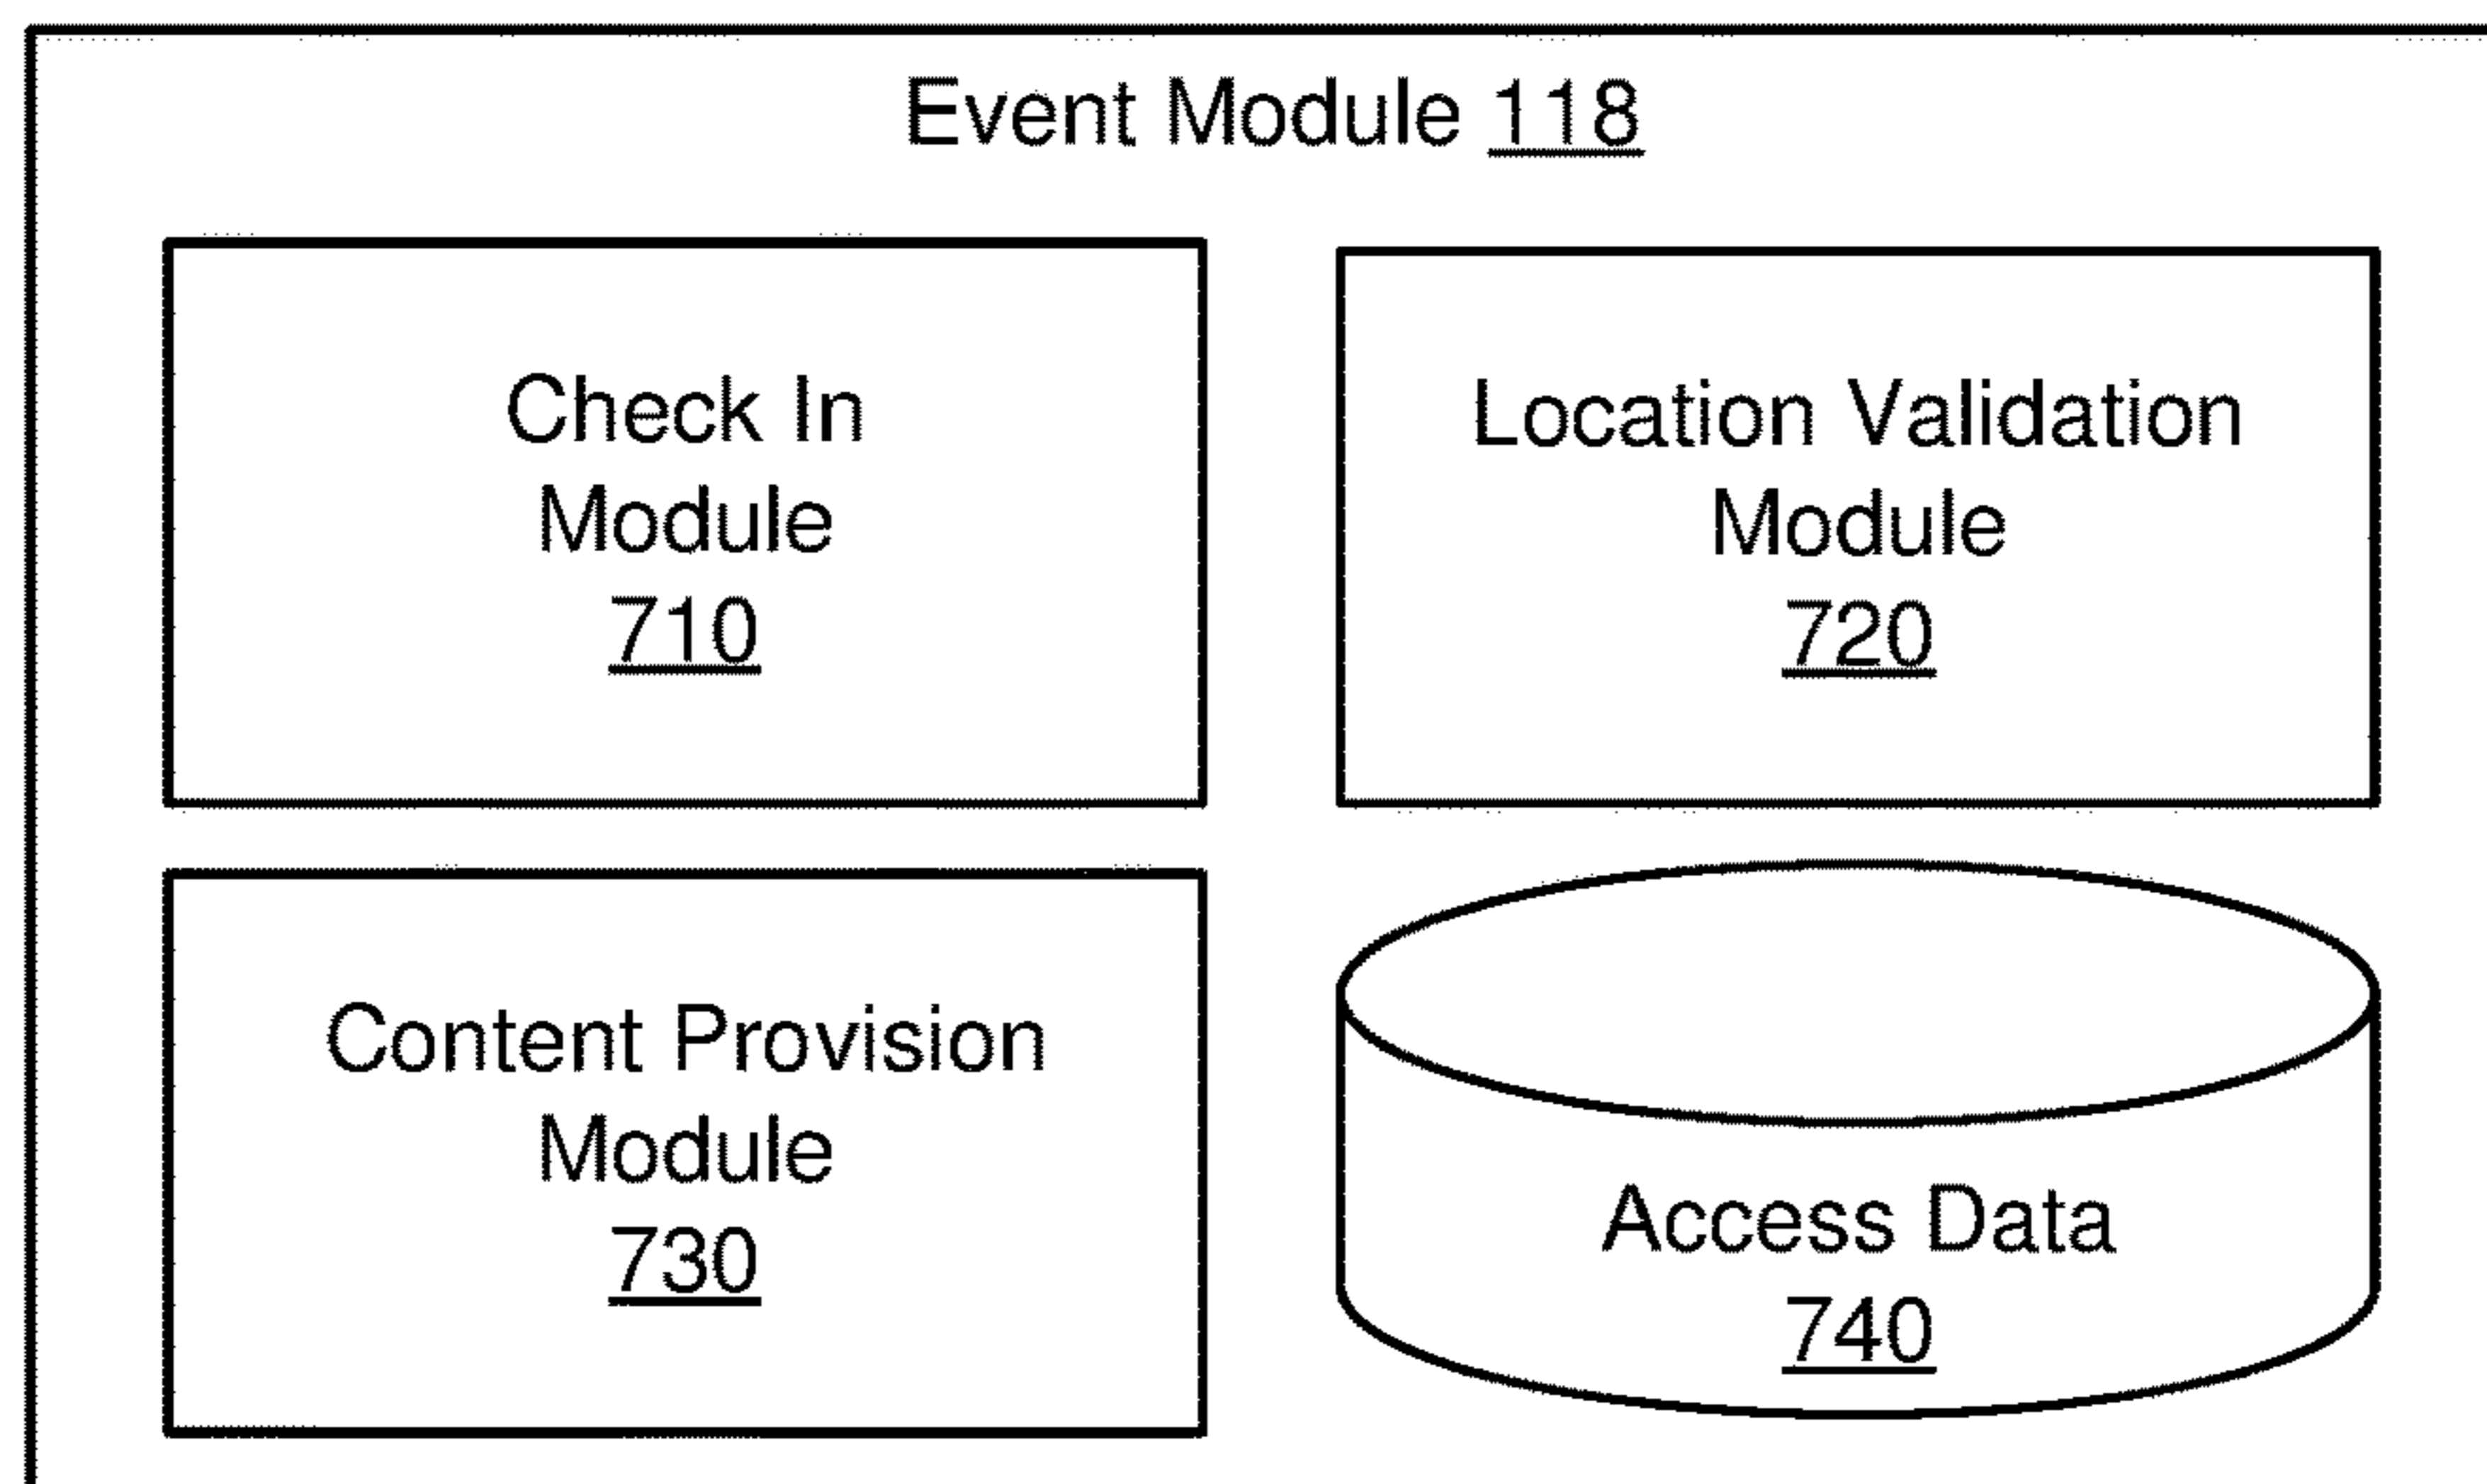 Event Module 118
Check In
Module
710
Location Validation
Module
720
Content Provision
Module
730
Access Data
740